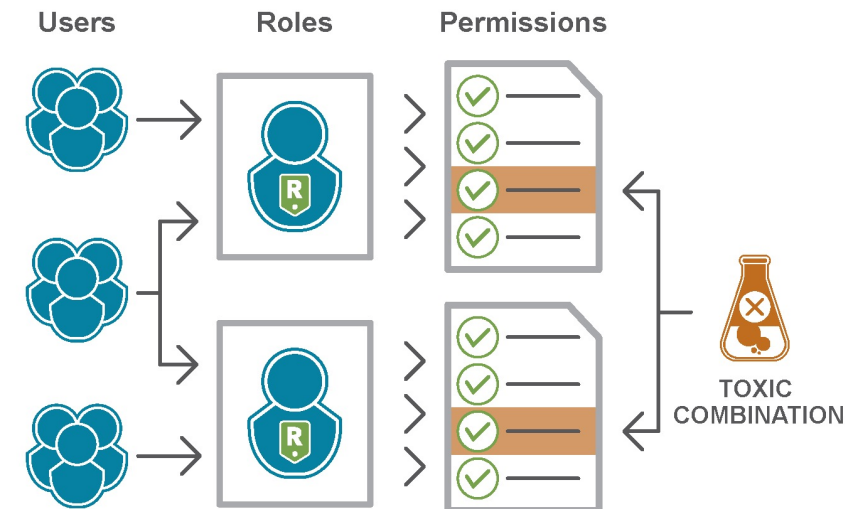 Users
Roles
Permissions
R
R
TOXIC
COMBINATION